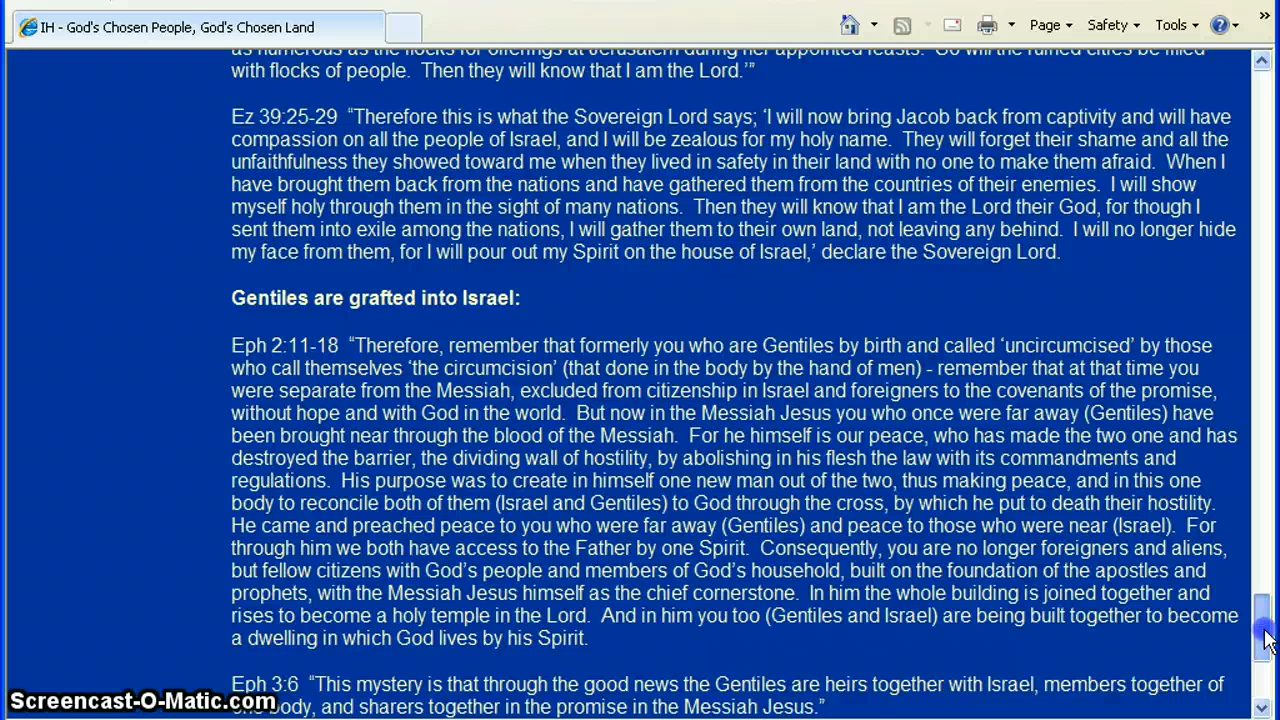 IH - God's Chosen People, God's Chosen Land
Page Safety Tools
as numerous as the flocks for offerings at Jerusalem during her appointed feasts. So will the ruined cities be filled
with flocks of people. Then they will know that I am the Lord.’”
Ez 39:25-29 “Therefore this is what the Sovereign Lord says; ‘I will now bring Jacob back from captivity and will have
compassion on all the people of Israel, and I will be zealous for my holy name. They will forget their shame and all the
unfaithfulness they showed toward me when they lived in safety in their land with no one to make them afraid. When I
have brought them back from the nations and have gathered them from the countries of their enemies. I will show
myself holy through them in the sight of many nations. Then they will know that I am the Lord their God, for though I
sent them into exile among the nations, I will gather them to their own land, not leaving any behind. I will no longer hide
my face from them, for I will pour out my Spirit on the house of Israel,’ declare the Sovereign Lord.
Gentiles are grafted into Israel:
Eph 2:11-18 “Therefore, remember that formerly you who are Gentiles by birth and called ‘uncircumcised’ by those
who call themselves ‘the circumcision’ (that done in the body by the hand of men) - remember that at that time you
were separate from the Messiah, excluded from citizenship in Israel and foreigners to the covenants of the promise,
without hope and with God in the world. But now in the Messiah Jesus you who once were far away (Gentiles) have
been brought near through the blood of the Messiah. For he himself is our peace, who has made the two one and has
destroyed the barrier, the dividing wall of hostility, by abolishing in his flesh the law with its commandments and
regulations. His purpose was to create in himself one new man out of the two, thus making peace, and in this one
body to reconcile both of them (Israel and Gentiles) to God through the cross, by which he put to death their hostility.
He came and preached peace to you who were far away (Gentiles) and peace to those who were near (Israel). For
through him we both have access to the Father by one Spirit. Consequently, you are no longer foreigners and aliens,
but fellow citizens with God’s people and members of God’s household, built on the foundation of the apostles and
prophets, with the Messiah Jesus himself as the chief cornerstone. In him the whole building is joined together and
rises to become a holy temple in the Lord. And in him you too (Gentiles and Israel) are being built together to become
a dwelling in which God lives by his Spirit.
Eph 3:6 “This mystery is that through the good news the Gentiles are heirs together with Israel, members together of
one body, and sharers together in the promise in the Messiah Jesus.”
Screencast-O-Matic.com